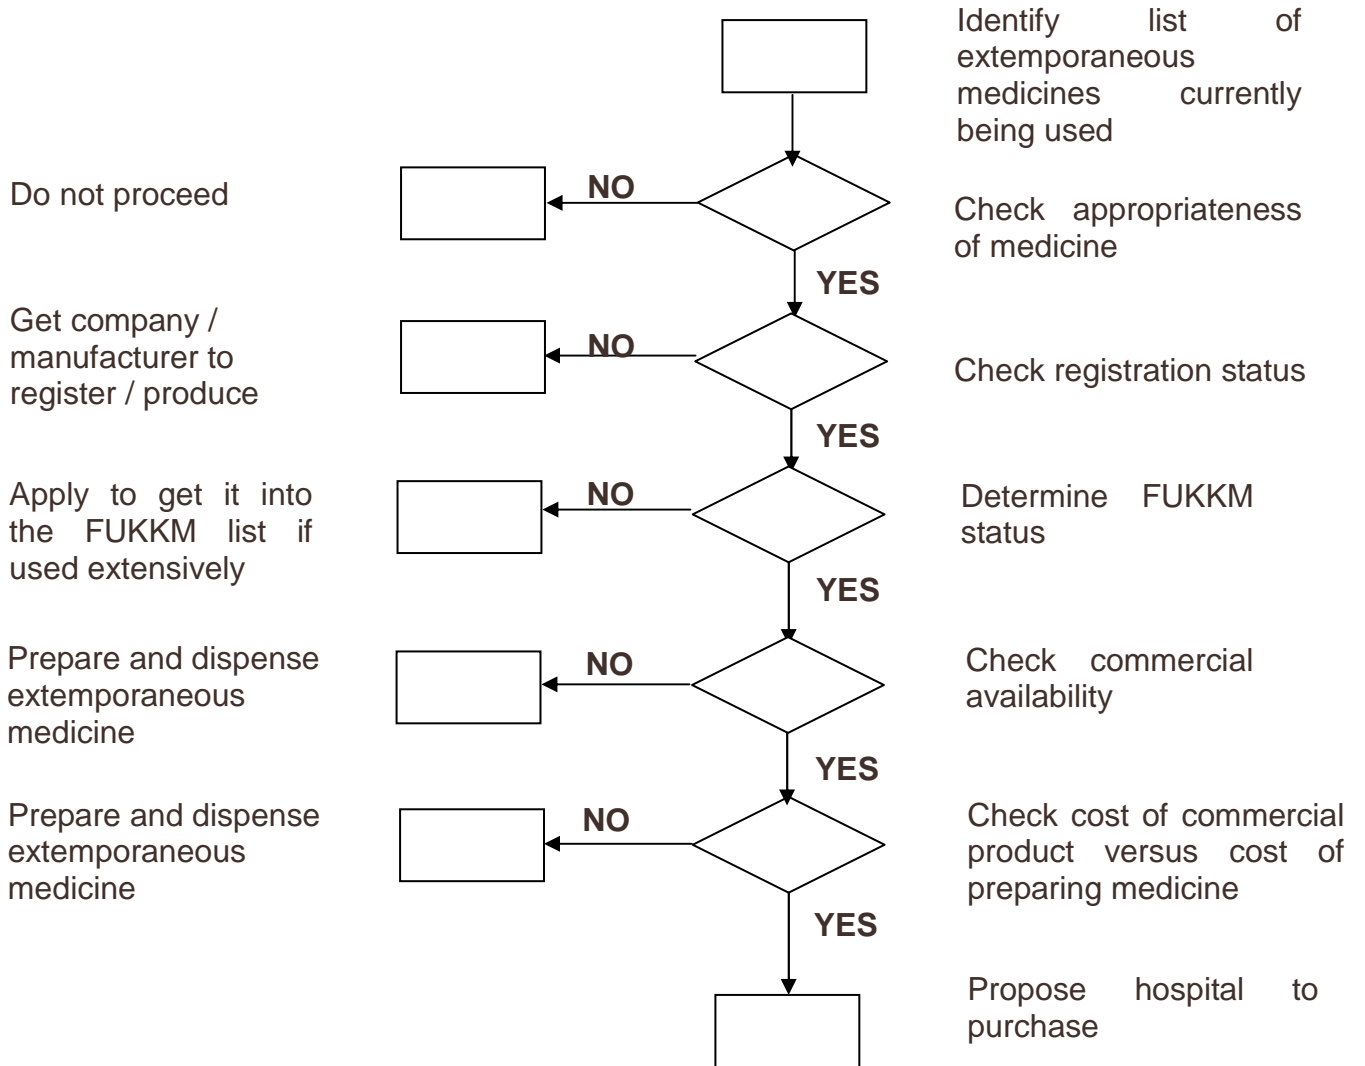 Identify list of
extemporaneous
medicines currently
being used
Do not proceed
NO
Check appropriateness
of medicine
YES
Get company /
manufacturer to
register / produce
NO
Check registration status
YES
Apply to get it into
the FUKKM list if
used extensively
NO
Determine FUKKM
status
YES
Prepare and dispense
extemporaneous
medicine
NO
Check commercial
availability
YES
Prepare and dispense
extemporaneous
medicine
NO
Check cost of commercial
product versus cost of
preparing medicine
YES
Propose hospital to
purchase